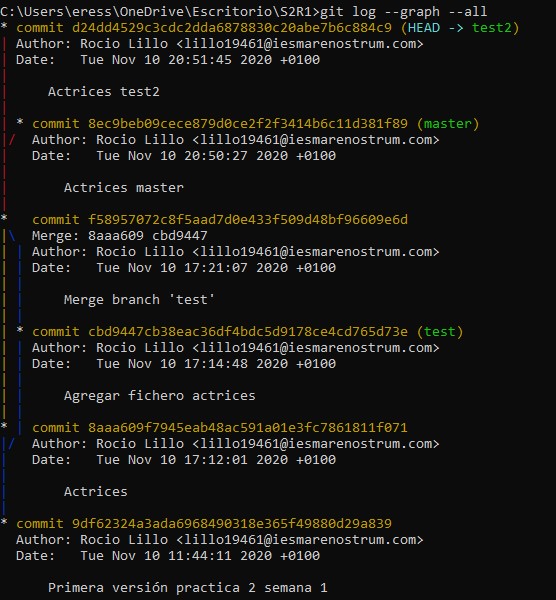 C:\Users\eress\OneDrive\Escritorio\S2R1>git log --graph --all
* commit d24dd4529c3cdc2dda6878830c20abe7b6c884c9 (HEAD -> test2)
| Author: Rocio Lillo <lillo19461@iesmarenostrum.com>
| Date:   Tue Nov 10 20:51:45 2020 +0100
|
|     Actrices test2
|
| * commit 8ec9beb09cece879d0ce2f2f3414b6c11d381f89 (master)
|/  Author: Rocio Lillo <lillo19461@iesmarenostrum.com>
|   Date:   Tue Nov 10 20:50:27 2020 +0100
|
|       Actrices master
|
*   commit f58957072c8f5aad7d0e433f509d48bf96609e6d
|\  Merge: 8aaa609 cbd9447
| | Author: Rocio Lillo <lillo19461@iesmarenostrum.com>
| | Date:   Tue Nov 10 17:21:07 2020 +0100
| |
| |     Merge branch 'test'
| |
| * commit cbd9447cb38eac36df4bdc5d9178ce4cd765d73e (test)
| | Author: Rocio Lillo <lillo19461@iesmarenostrum.com>
| | Date:   Tue Nov 10 17:14:48 2020 +0100
| |
| |     Agregar fichero actrices
| |
* | commit 8aaa609f7945eab48ac591a01e3fc7861811f071
|/  Author: Rocio Lillo <lillo19461@iesmarenostrum.com>
|   Date:   Tue Nov 10 17:12:01 2020 +0100
|
|       Actrices
|
* commit 9df62324a3ada6968490318e365f49880d29a839
  Author: Rocio Lillo <lillo19461@iesmarenostrum.com>
  Date:   Tue Nov 10 11:44:11 2020 +0100

      Primera versión practica 2 semana 1